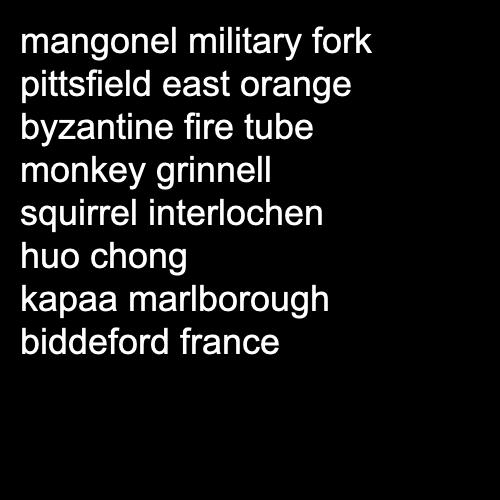 mangonel military fork
pittsfield east orange
byzantine fire tube
monkey grinnell
squirrel interlochen
huo chong
kapaa marlborough
biddeford france